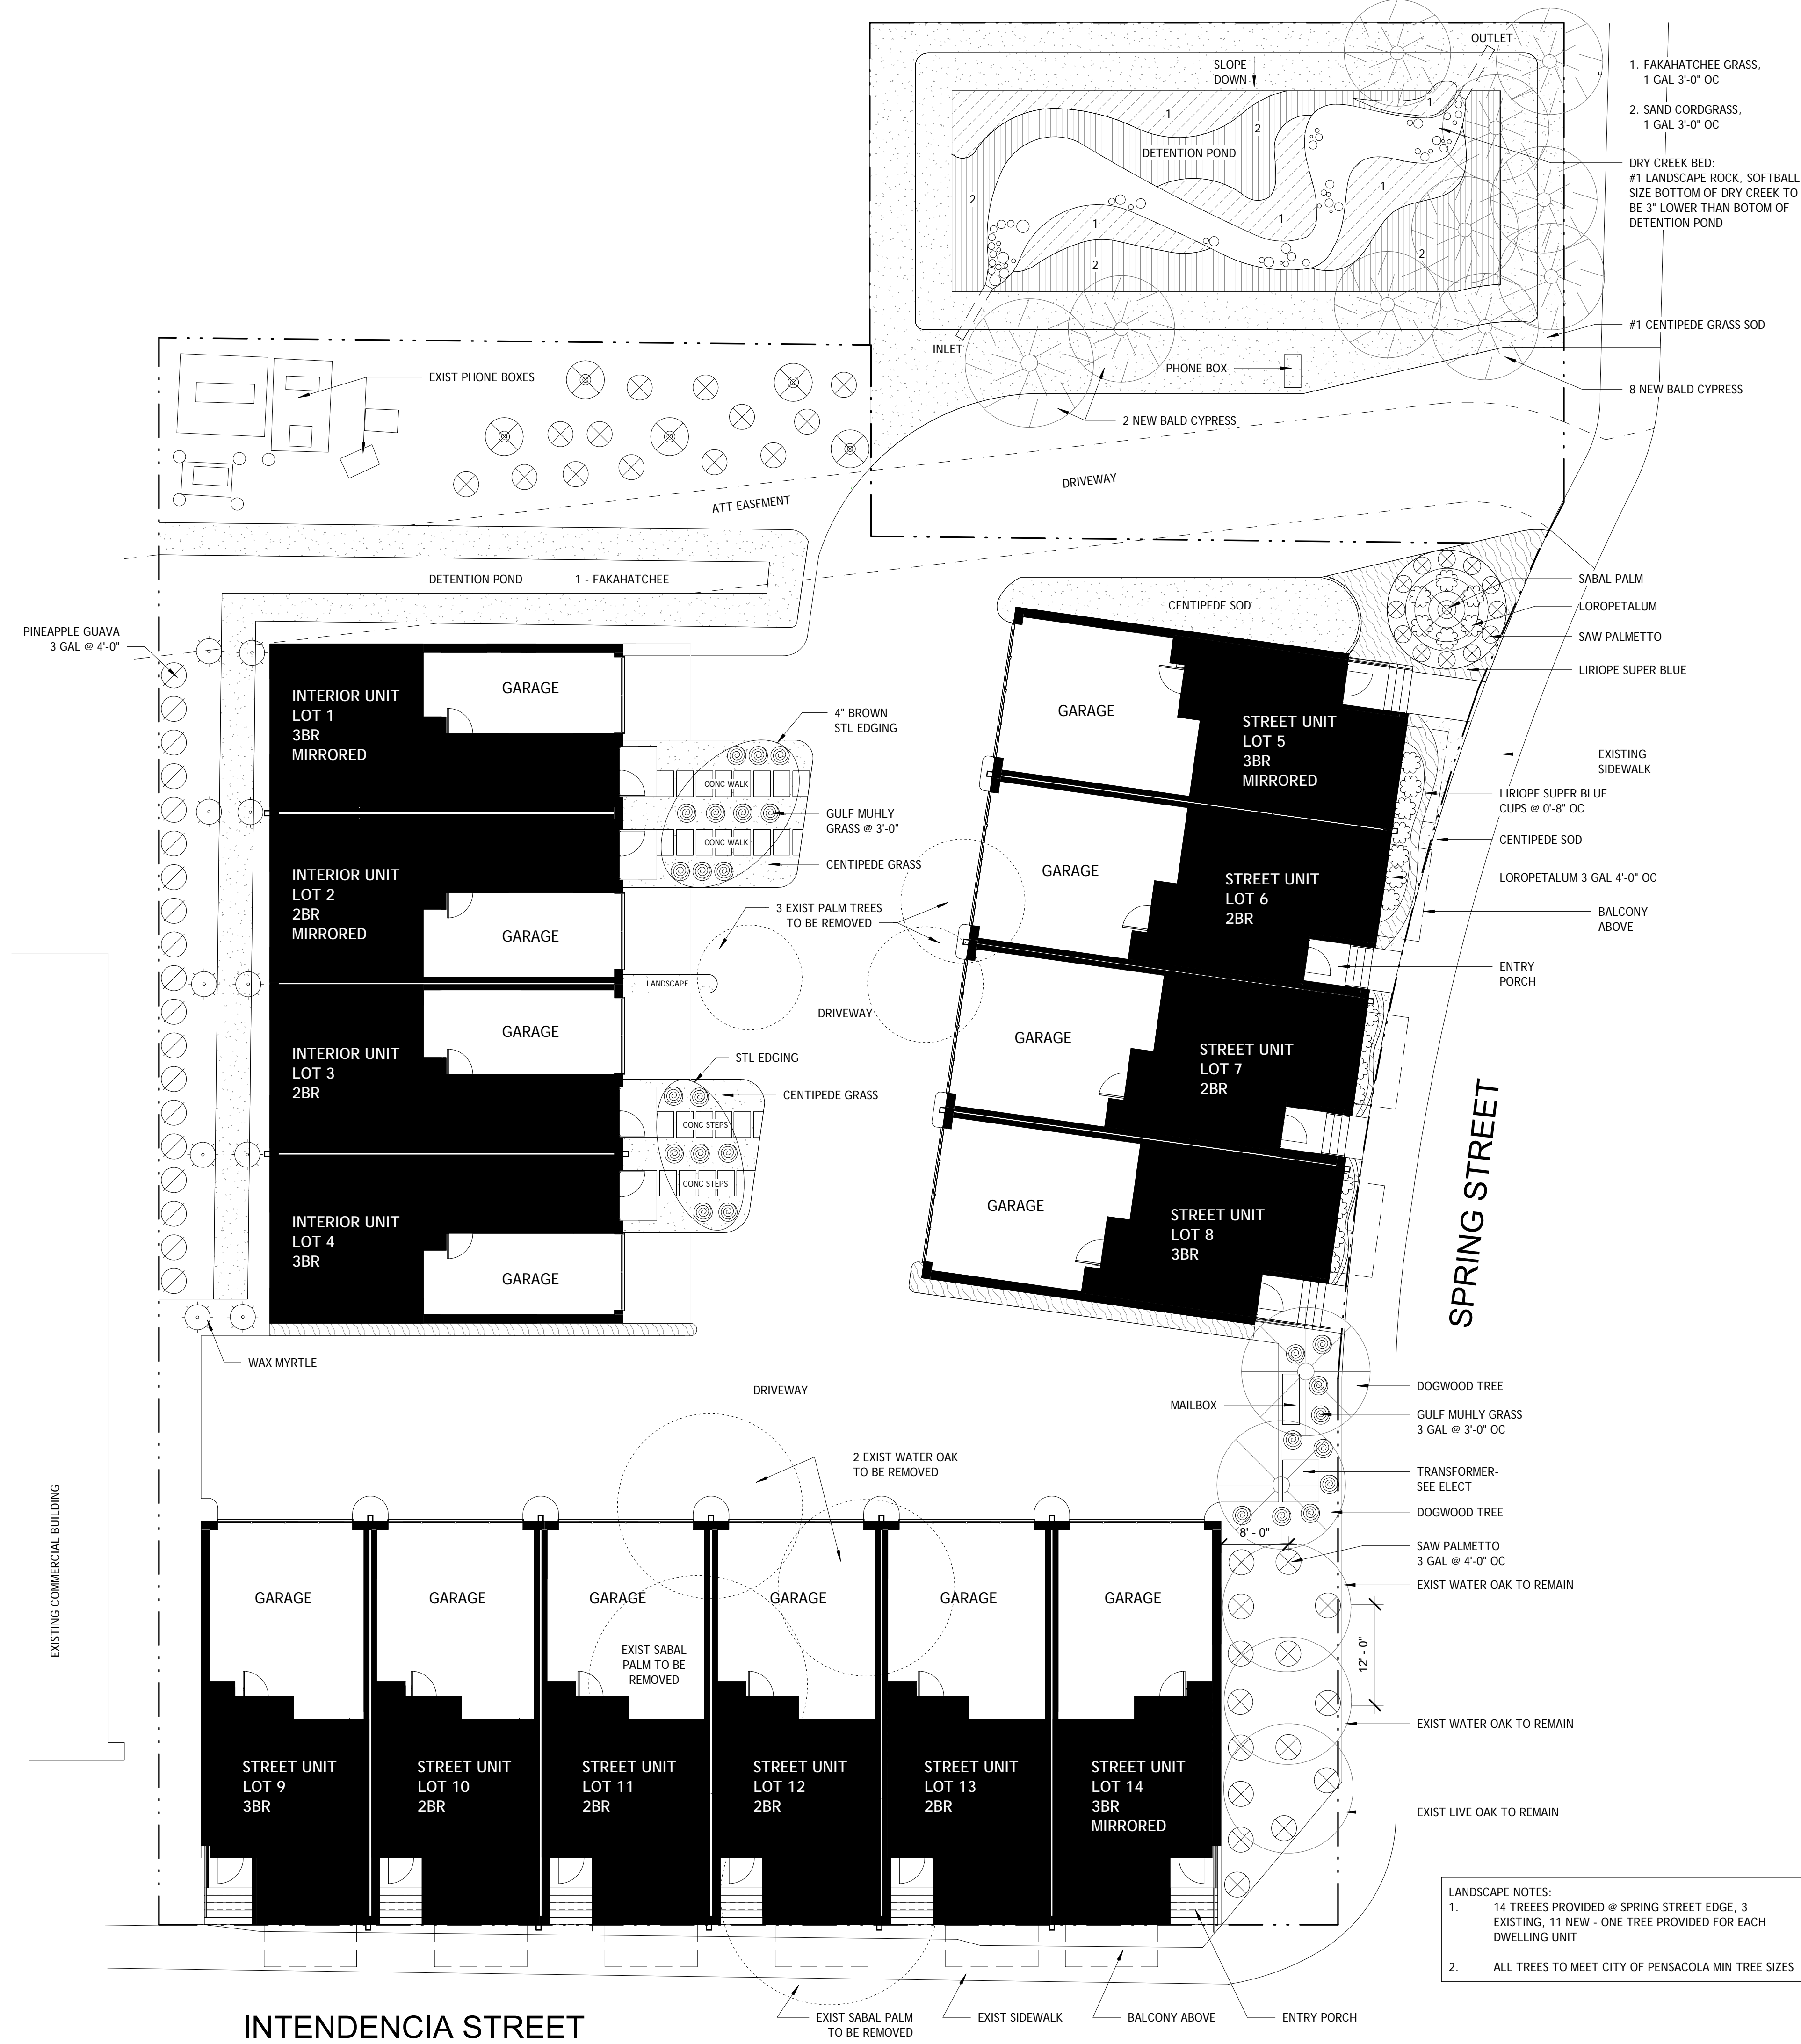 OUTLET
SLOPE
DOWN
1. FAKAHATCHEE GRASS,
1 GAL 3'-0" OC
2. SAND CORDGRASS,
1 GAL 3'-0" OC
1
1
2
DETENTION POND
DRY CREEK BED:
#1 LANDSCAPE ROCK, SOFTBALL
SIZE BOTTOM OF DRY CREEK TO
BE 3" LOWER THAN BOTOM OF
DETENTION POND
1
2
1
1
2
2
#1 CENTIPEDE GRASS SOD
INLET
PHONE BOX
EXIST PHONE BOXES
8 NEW BALD CYPRESS
2 NEW BALD CYPRESS
DRIVEWAY
ATT EASEMENT
DETENTION POND 1 - FAKAHATCHEE
CENTIPEDE SOD
SABAL PALM
LOROPETALUM
SAW PALMETTO
LIRIOPE SUPER BLUE
PINEAPPLE GUAVA
3 GAL @ 4'-0"
INTERIOR UNIT
LOT 1
3BR
MIRRORED
GARAGE
4" BROWN
STL EDGING
CONC WALK
GULF MUHLY
GRASS @ 3'-0"
CONC WALK
CENTIPEDE GRASS
GARAGE
STREET UNIT
LOT 5
3BR
MIRRORED
EXISTING
SIDEWALK
LIRIOPE SUPER BLUE
CUPS @ 0'-8" OC
CENTIPEDE SOD
LOROPETALUM 3 GAL 4'-0" OC
BALCONY
ABOVE
INTERIOR UNIT
LOT 2
2BR
MIRRORED
GARAGE
3 EXIST PALM TREES
TO BE REMOVED
GARAGE
STREET UNIT
LOT 6
2BR
ENTRY
PORCH
LANDSCAPE
DRIVEWAY
INTERIOR UNIT
LOT 3
2BR
GARAGE
STL EDGING
CENTIPEDE GRASS
CONC STEPS
CONC STEPS
GARAGE
STREET UNIT
LOT 7
2BR
SPRING STREET
INTERIOR UNIT
LOT 4
3BR
GARAGE
GARAGE
STREET UNIT
LOT 8
3BR
WAX MYRTLE
DRIVEWAY
MAILBOX
DOGWOOD TREE
GULF MUHLY GRASS
3 GAL @ 3'-0" OC
2 EXIST WATER OAK
TO BE REMOVED
TRANSFORMER-
SEE ELECT
DOGWOOD TREE
8' - 0"
SAW PALMETTO
3 GAL @ 4'-0" OC
EXIST WATER OAK TO REMAIN
12' - 0"
EXIST WATER OAK TO REMAIN
EXIST LIVE OAK TO REMAIN
EXISTING COMMERCIAL BUILDING
GARAGE
GARAGE
GARAGE
GARAGE
GARAGE
GARAGE
EXIST SABAL
PALM TO BE
REMOVED
STREET UNIT
LOT 9
3BR
STREET UNIT
LOT 10
2BR
STREET UNIT
LOT 11
2BR
STREET UNIT
LOT 12
2BR
STREET UNIT
LOT 13
2BR
STREET UNIT
LOT 14
3BR
MIRRORED
LANDSCAPE NOTES:
1. 14 TREEES PROVIDED @ SPRING STREET EDGE, 3
EXISTING, 11 NEW - ONE TREE PROVIDED FOR EACH
DWELLING UNIT
2. ALL TREES TO MEET CITY OF PENSACOLA MIN TREE SIZES
INTENDENCIA STREET
EXIST SABAL PALM
TO BE REMOVED
EXIST SIDEWALK
BALCONY ABOVE
ENTRY PORCH